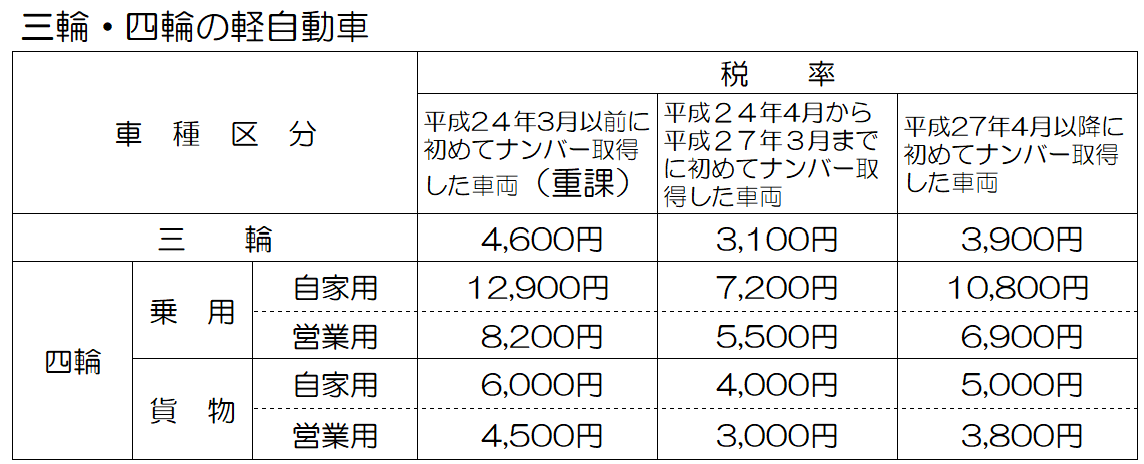 三輪・四輪の軽自動車
税　　率
車　種　区　分
平成２４年3月以前に
初めてナンバー取得
した車両（重課）
平成２４年4月から
平成２７年３月まで
に初めてナンバー取
得した車両
平成27年4月以降に
初めてナンバー取得
した車両
三　　輪　4,600円　3,100円　3,900円
四輪　乗　用　自家用　12,900円　7,200円　10,800円
営業用　8,200円　5,500円　6,900円
貨　物　自家用　6,000円　4,000円　5,000円
営業用　4,500円　3,000円　3,800円